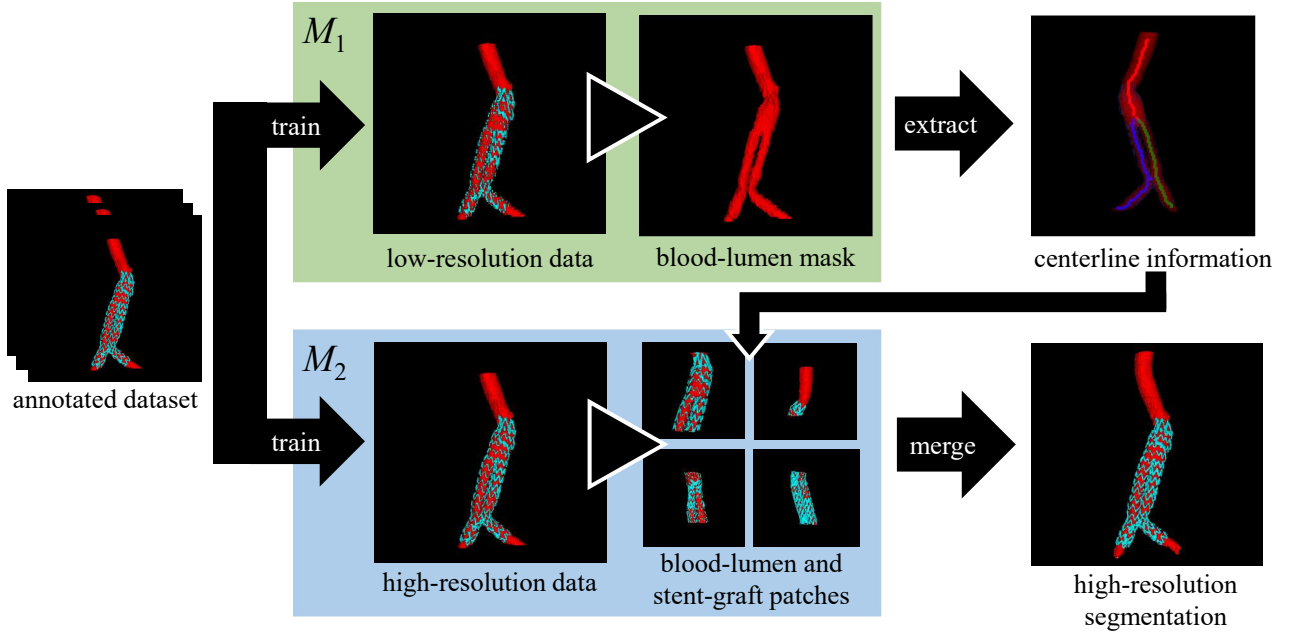 M1
train
low-resolution data
blood-lumen mask
extract
centerline information
annotated dataset
M2
train
high-resolution data
blood-lumen and
stent-graft patches
merge
high-resolution
segmentation